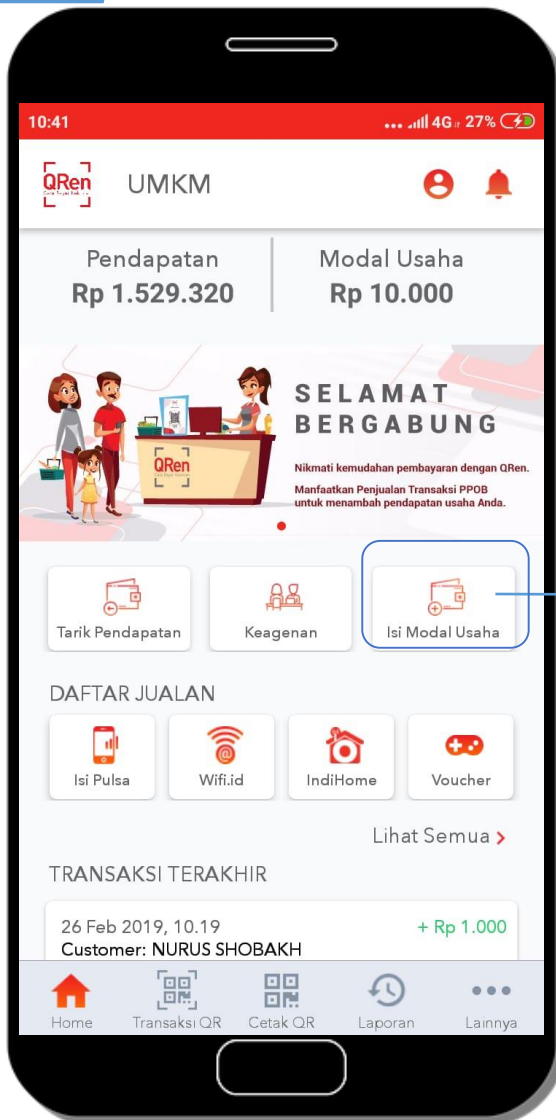 10:41
4G 27%
QRen
UMKM
Pendapatan
Modal Usaha
Rp 1.529.320
Rp 10.000
SELAMAT
BERGABUNG
QRen
Nikmati kemudahan pembayaran dengan QRen.
Manfaatkan Penjualan Transaksi PPOB
untuk menambah pendapatan usaha Anda.
Tarik Pendapatan
Keagenan
Isi Modal Usaha
DAFTAR JUALAN
Isi Pulsa
Wifi.id
IndiHome
Voucher
Lihat Semua >
TRANSAKSI TERAKHIR
26 Feb 2019, 10.19
+ Rp 1.000
Customer: NURUS SHOBAKH
Home
Transaksi QR
Cetak QR
Laporan
Lainnya